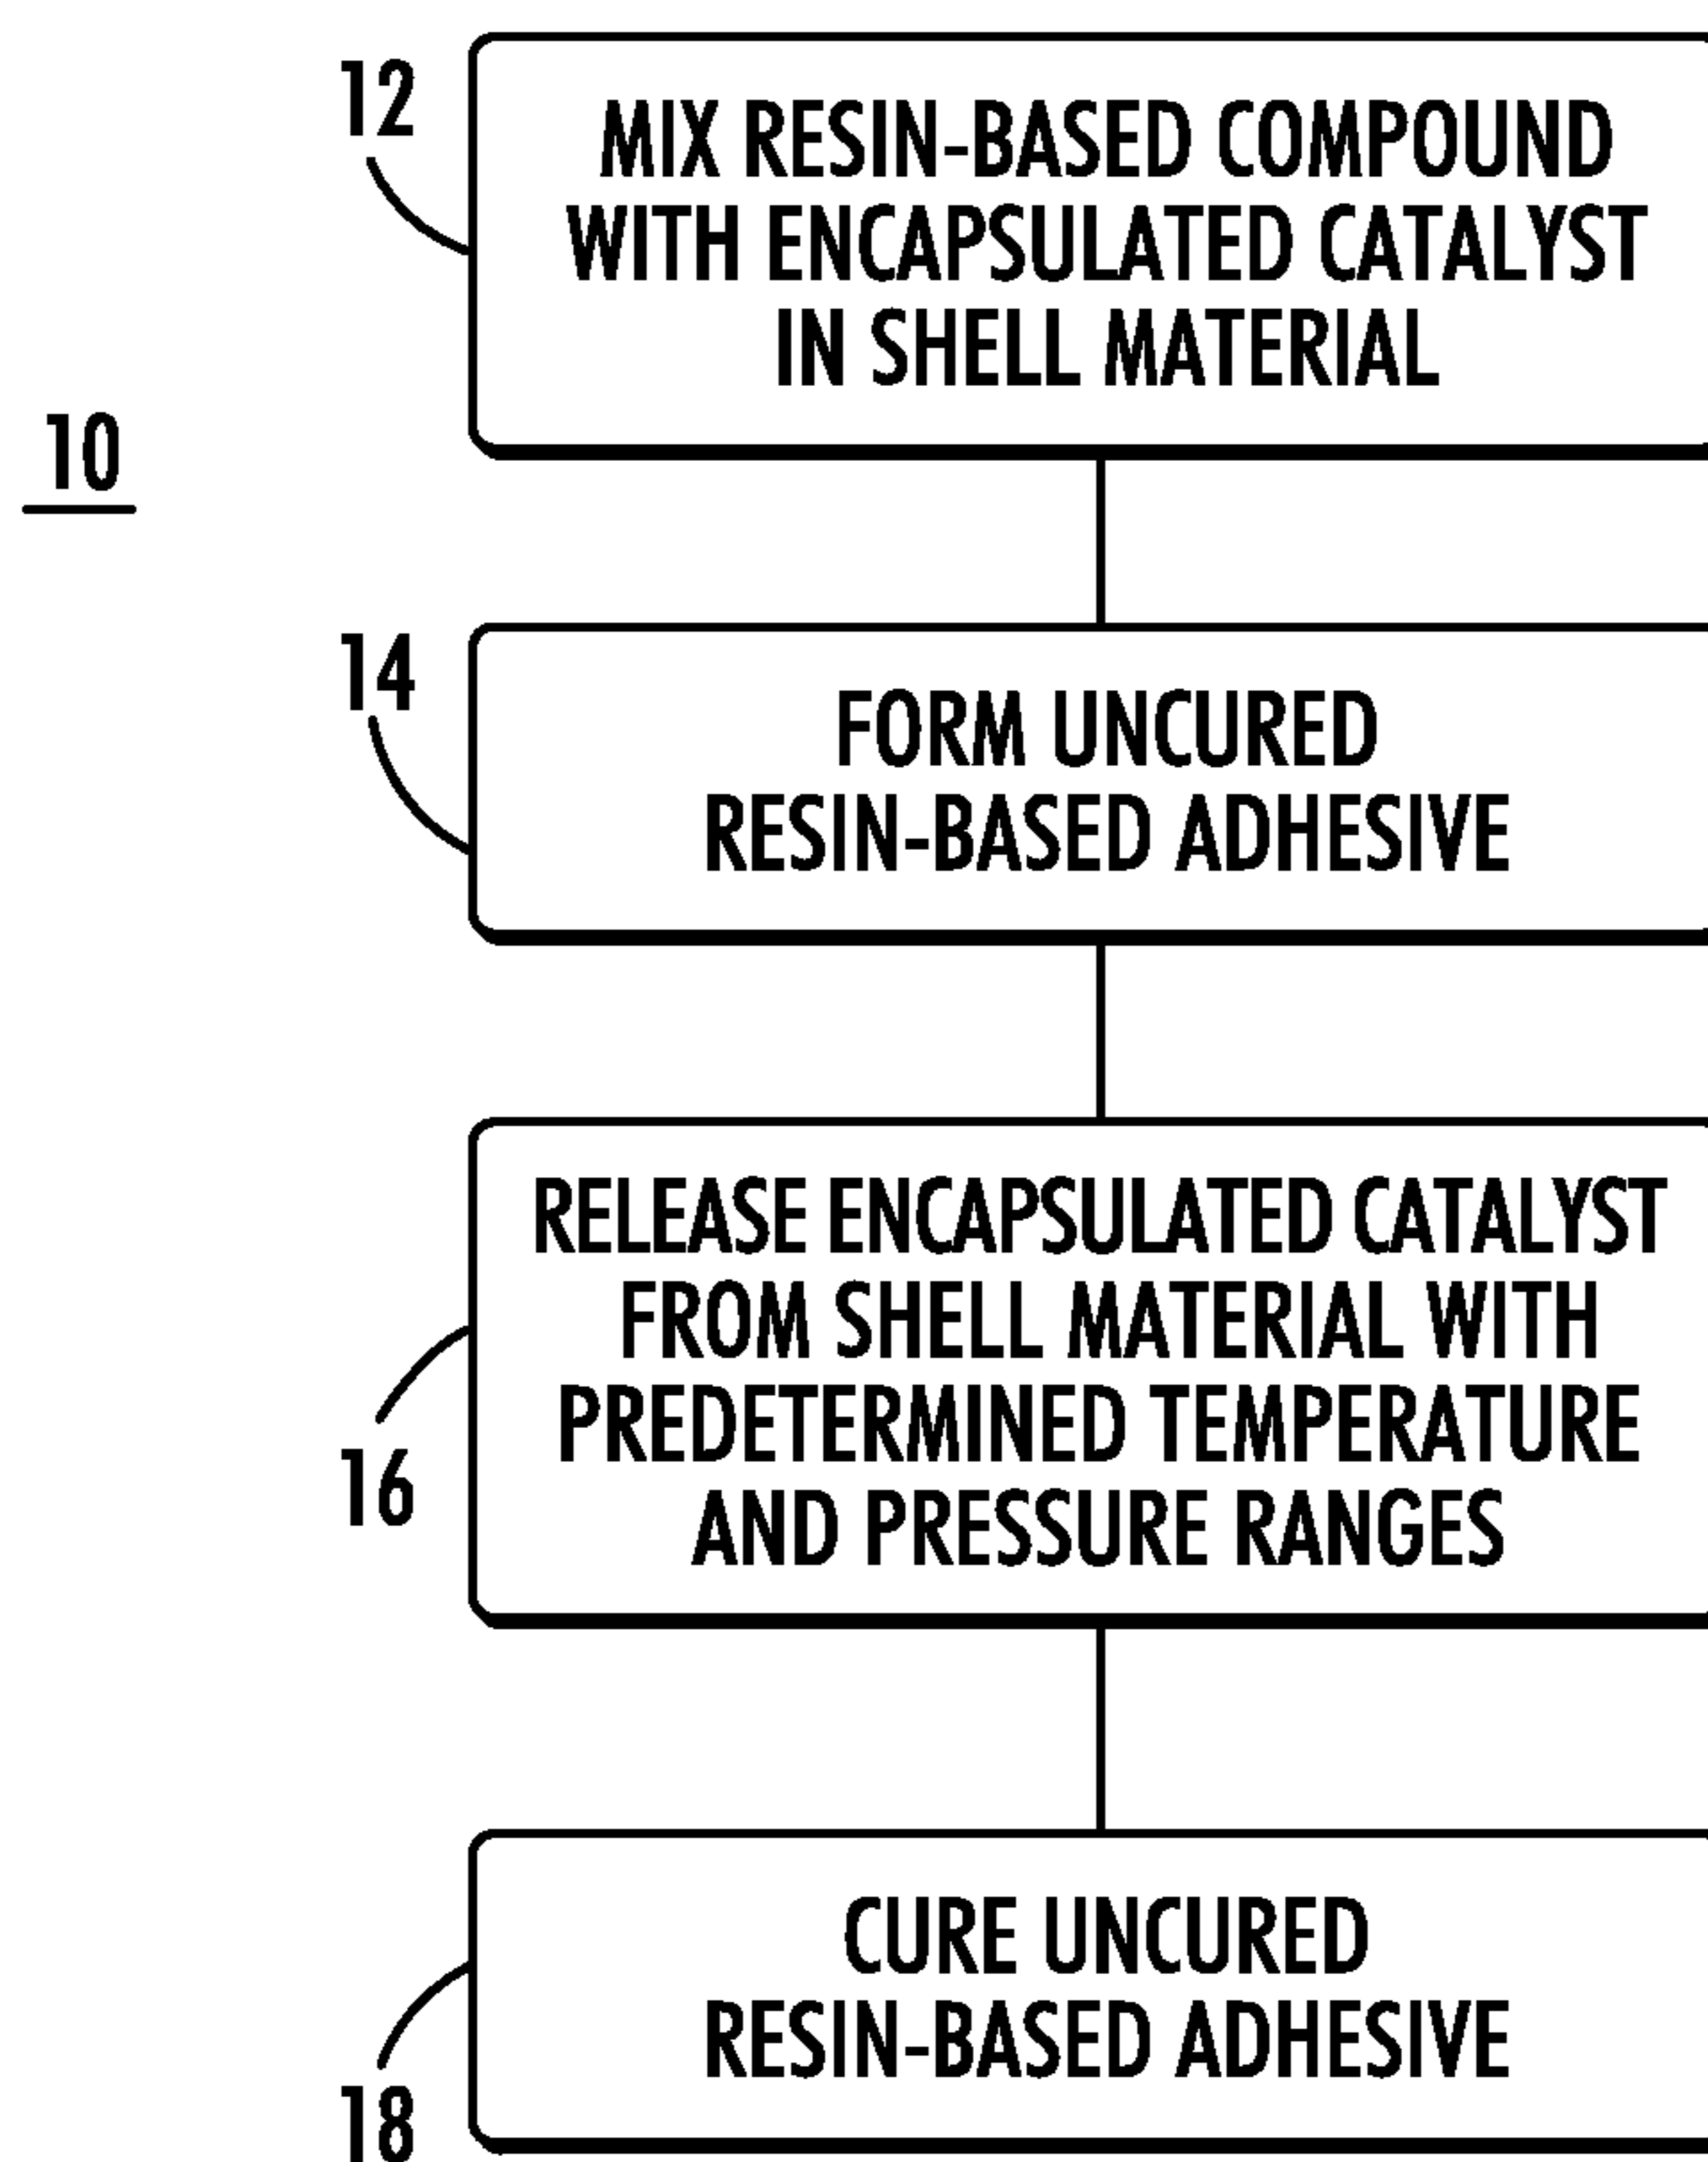 12
MIX RESIN-BASED COMPOUND
WITH ENCAPSULATED CATALYST
IN SHELL MATERIAL
10
14
FORM UNCURED
RESIN-BASED ADHESIVE
RELEASE ENCAPSULATED CATALYST
FROM SHELL MATERIAL WITH
PREDETERMINED TEMPERATURE
AND PRESSURE RANGES
16
CURE UNCURED
RESIN-BASED ADHESIVE
18